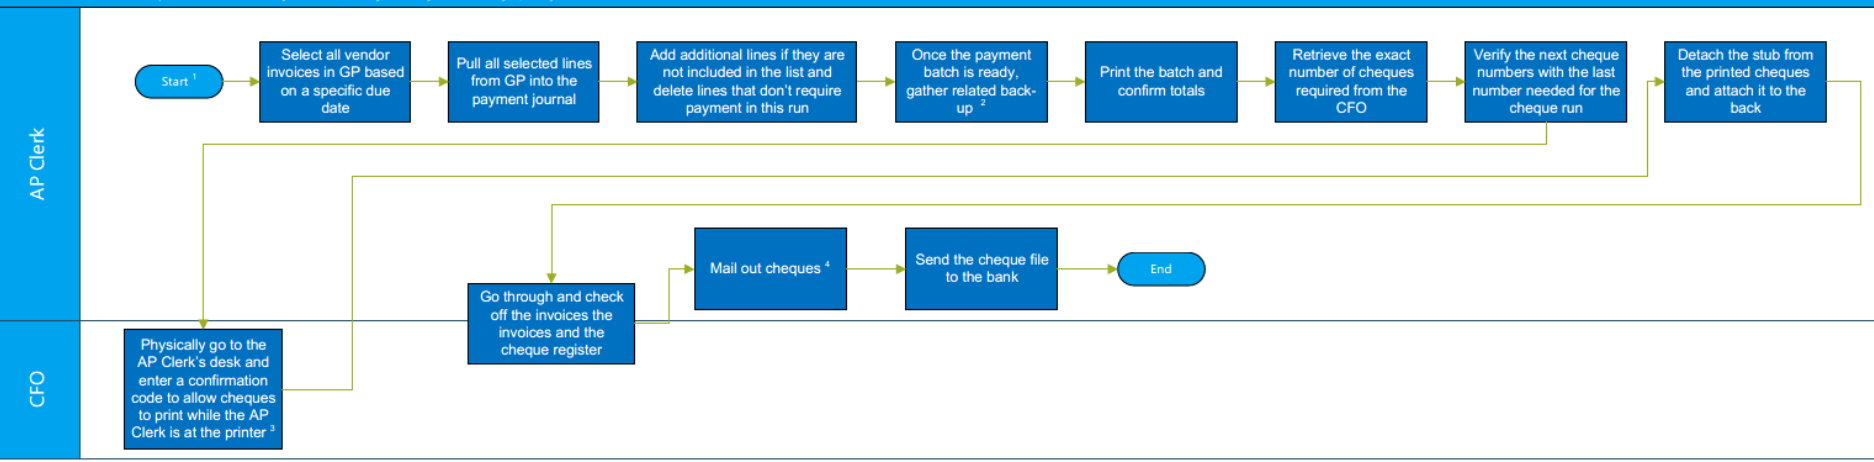 AP Clerk
Start 1
Select all vendor
invoices in GP based
on a specific due
date
Pull all selected lines
from GP into the
payment journal
Add additional lines if they are
not included in the list and
delete lines that don't require
payment in this run
Once the payment
batch is ready,
gather related back-
up 2
Print the batch and
confirm totals
Retrieve the exact
number of cheques
required from the
CFO
Verify the next cheque
numbers with the last
number needed for the
cheque run
Detach the stub from
the printed cheques
and attach it to the
back
Go through and check
off the invoices the
invoices and the
cheque register
Mail out cheques 4
Send the cheque file
to the bank
End
CFO
Physically go to the
AP Clerk's desk and
enter a confirmation
code to allow cheques
to print while the AP
Clerk is at the printer 3